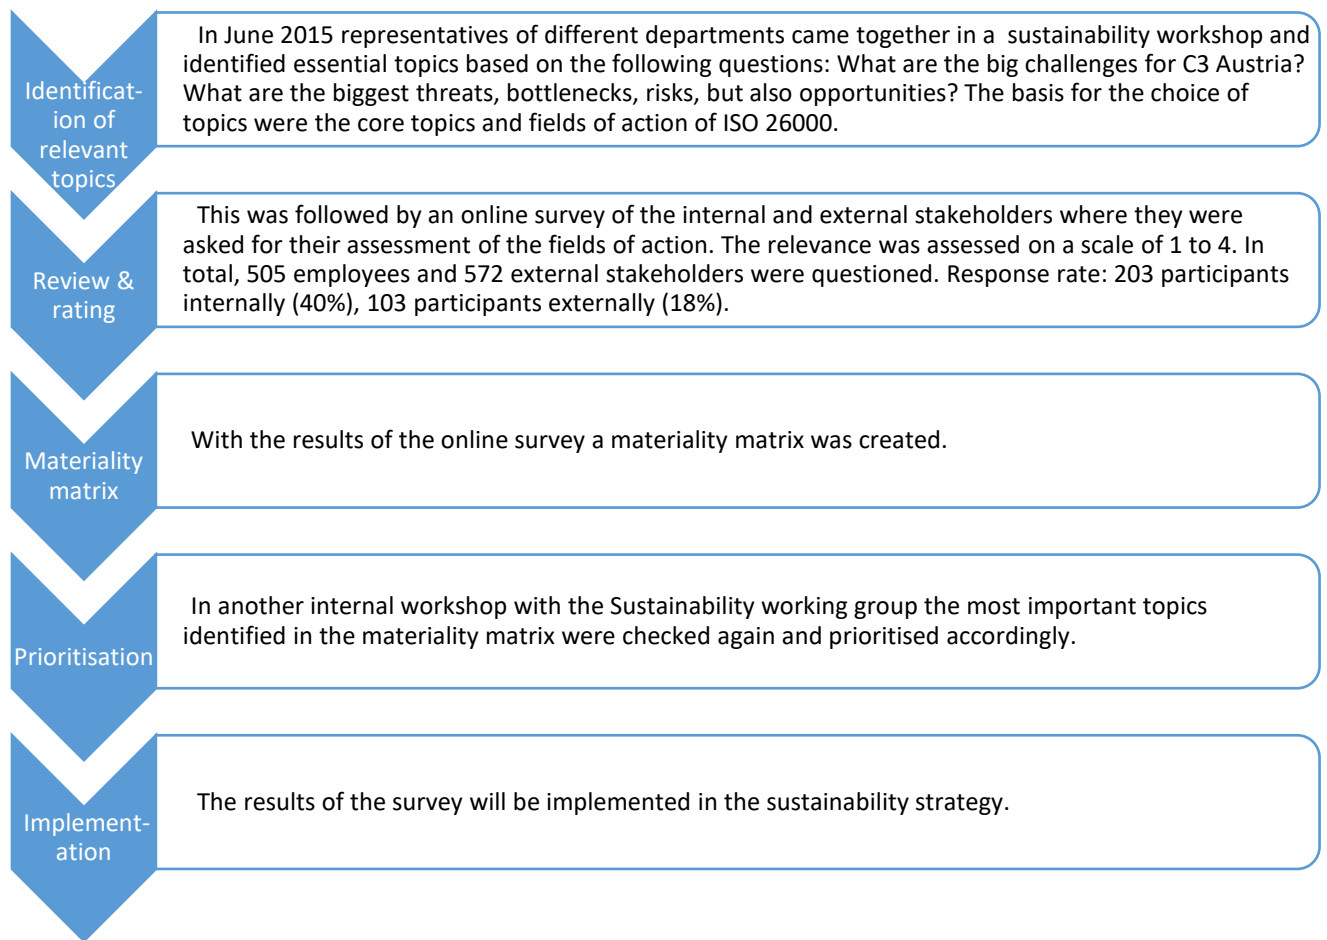 Identificat-
ion of
relevant
topics
In June 2015 representatives of different departments came together in a sustainability workshop and
identified essential topics based on the following questions: What are the big challenges for C3 Austria?
What are the biggest threats, bottlenecks, risks, but also opportunities? The basis for the choice of
topics were the core topics and fields of action of ISO 26000.
Review &
rating
This was followed by an online survey of the internal and external stakeholders where they were
asked for their assessment of the fields of action. The relevance was assessed on a scale of 1 to 4. In
total, 505 employees and 572 external stakeholders were questioned. Response rate: 203 participants
internally (40%), 103 participants externally (18%).
Materiality
matrix
With the results of the online survey a materiality matrix was created.
Prioritisation
In another internal workshop with the Sustainability working group the most important topics
identified in the materiality matrix were checked again and prioritised accordingly.
Implement-
ation
The results of the survey will be implemented in the sustainability strategy.